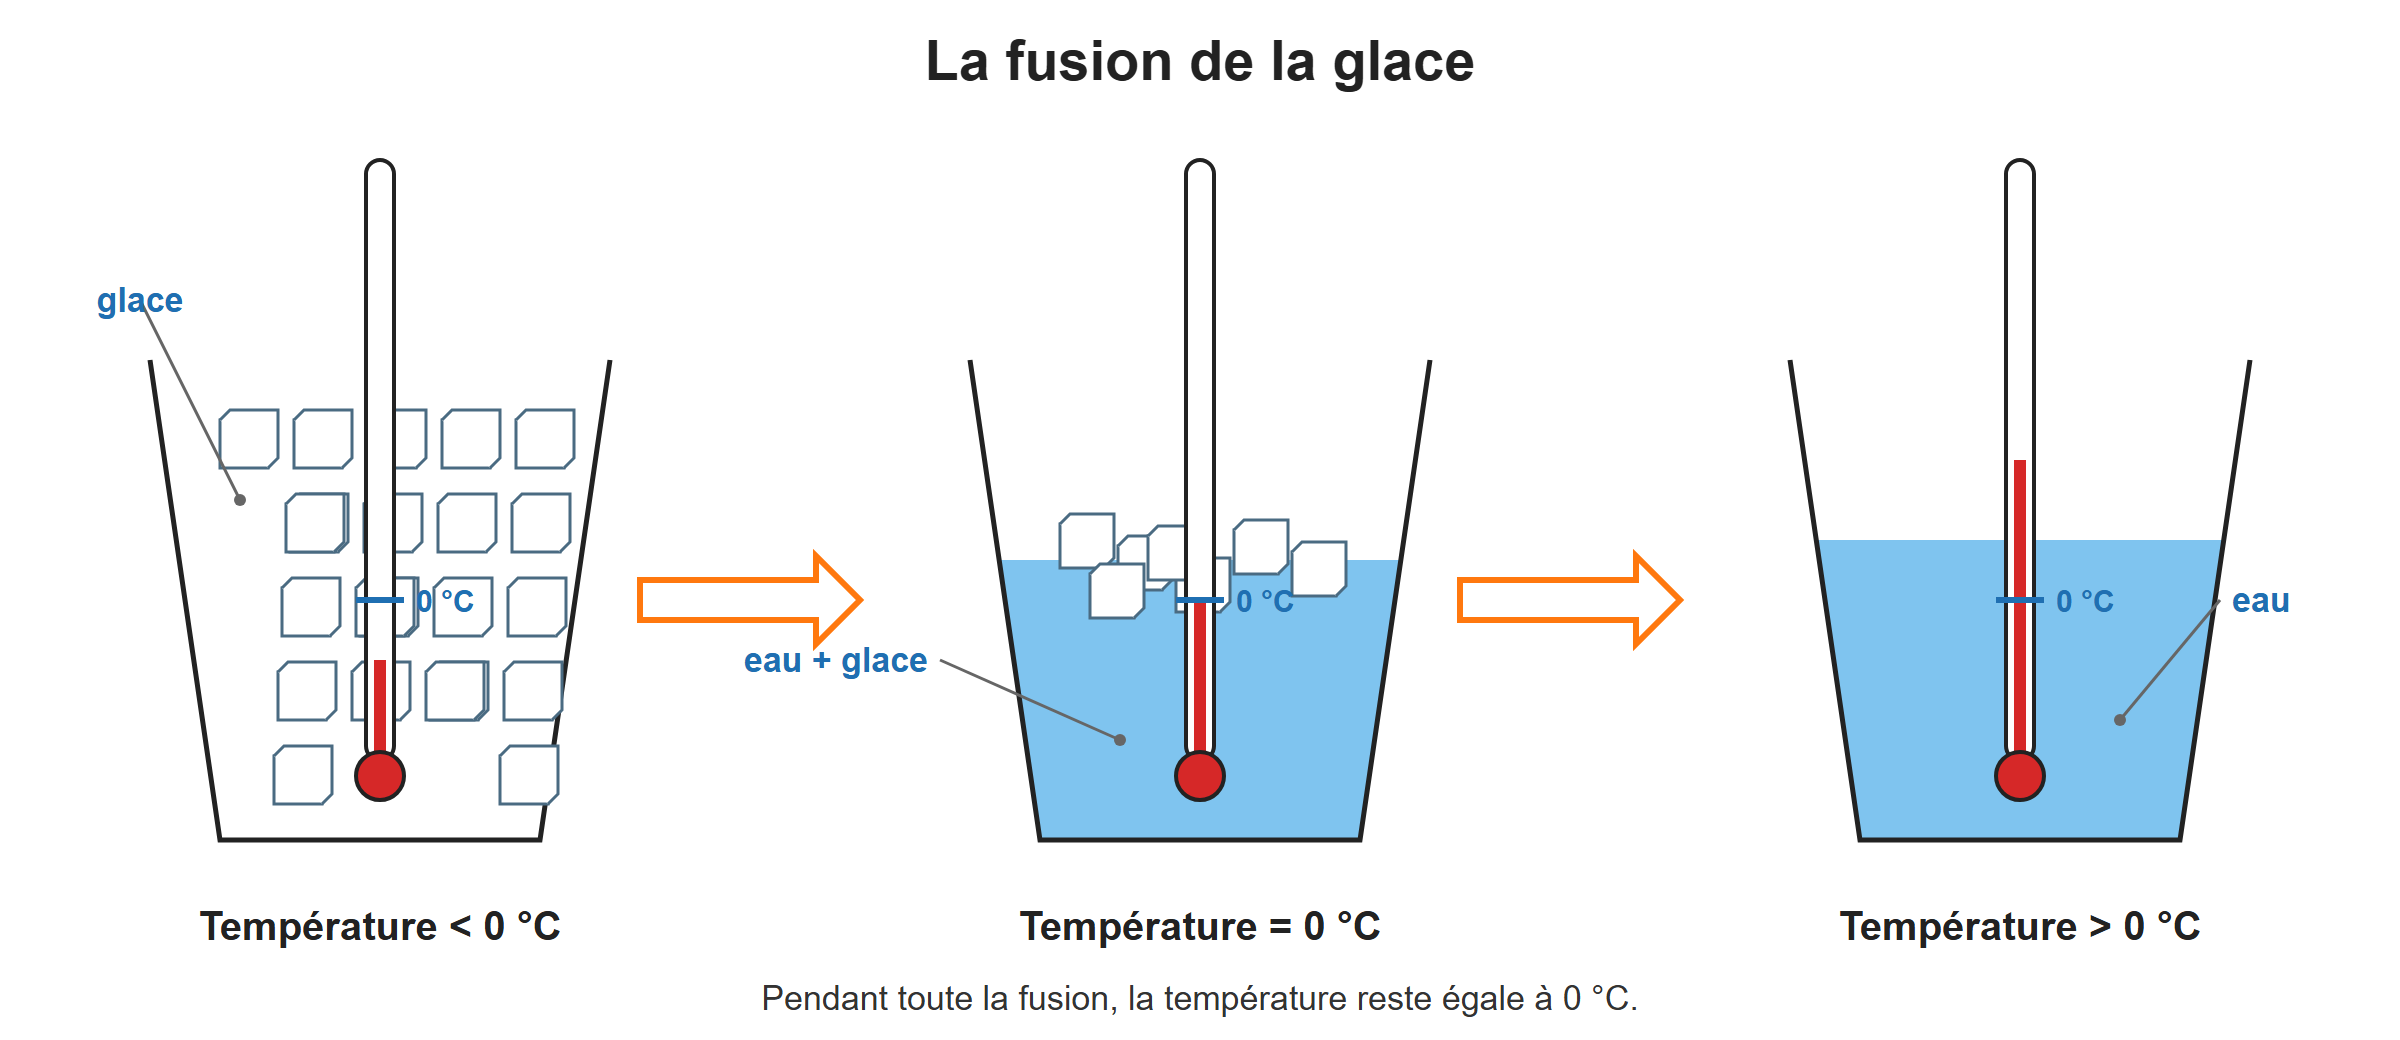 La fusion de la glace
glace
0 °C
eau + glace
0 °C
0 °C
eau
Température < 0 °C
Température = 0 °C
Température > 0 °C
Pendant toute la fusion, la température reste égale à 0 °C.